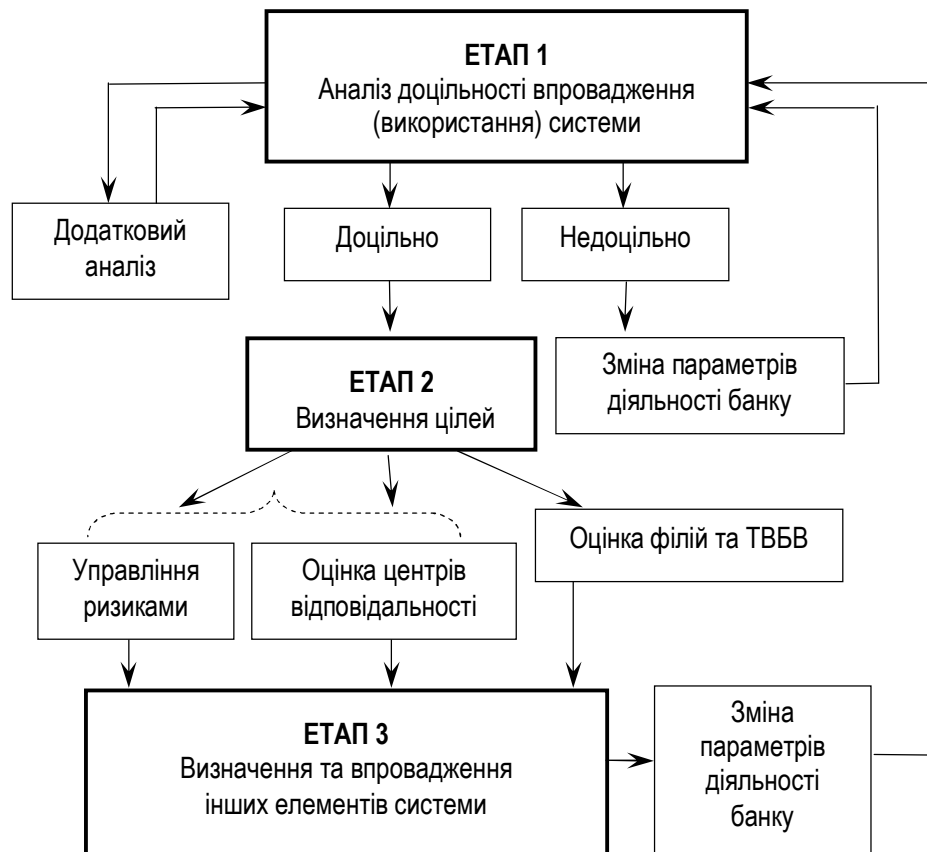 ЕТАП 1
Аналіз доцільності впровадження
(використання) системи
Додатковий
аналіз
Доцільно
Недоцільно
ЕТАП 2
Визначення цілей
Зміна параметрів
діяльності банку
Управління
ризиками
Оцінка центрів
відповідальності
Оцінка філій та ТВБВ
ЕТАП 3
Визначення та впровадження
інших елементів системи
Зміна
параметрів
діяльності
банку